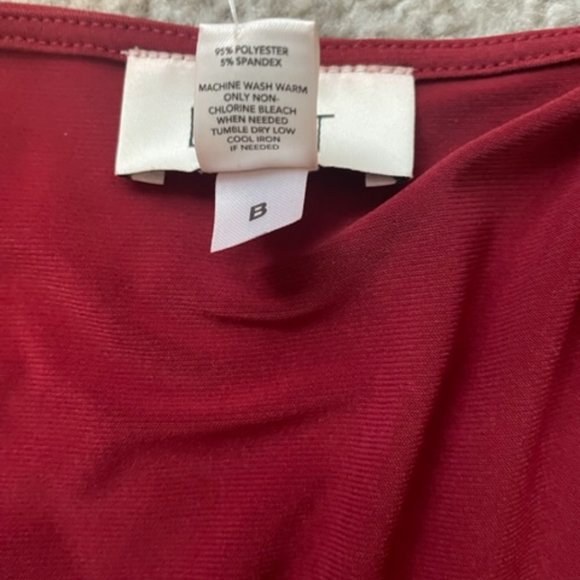 95% POLYESTER
5% SPANDEX
MACHINE WASH WARM
ONLY NON-
CHLORINE BLEACH
WHEN NEEDED
TUMBLE DRY LOW
COOL IRON
IF NEEDED
B